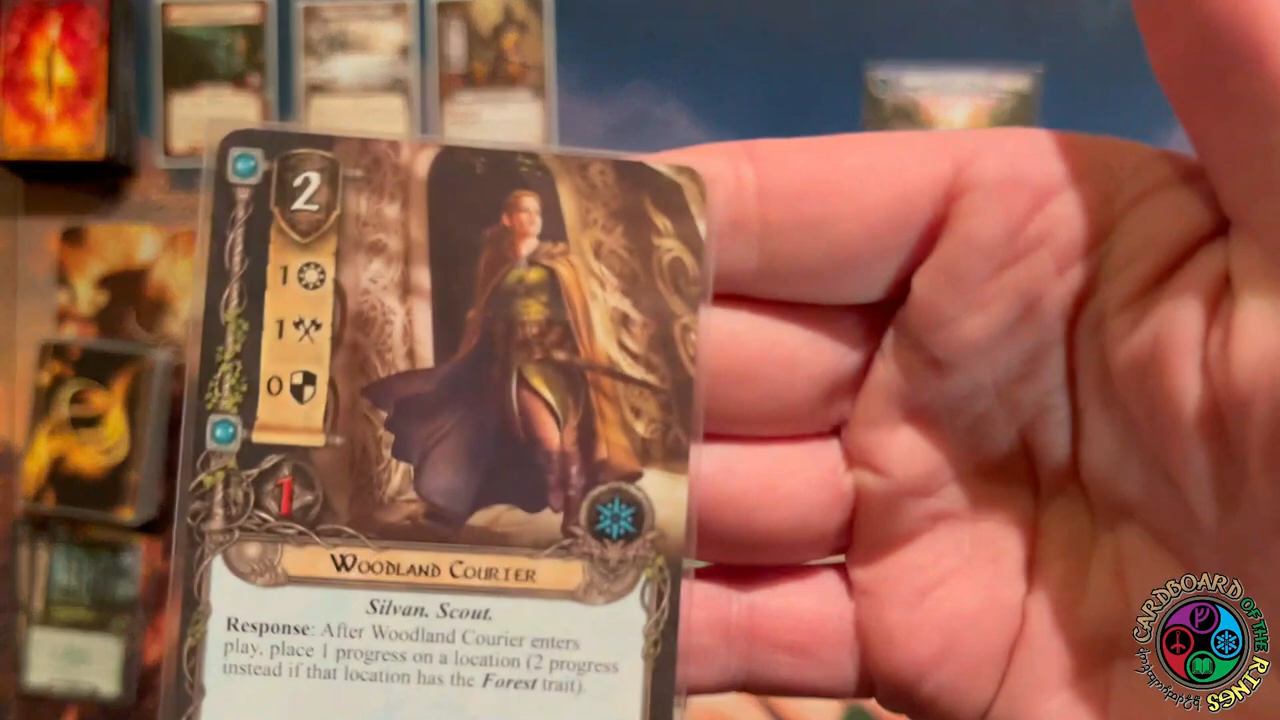 2
1
1
0
1
WOODLAND COURIER
Silvan. Scout.
Response: After Woodland Courier enters
play, place 1 progress on a location (2 progress
instead if that location has the Forest trait).
CARDBOARD OF THE RINGS